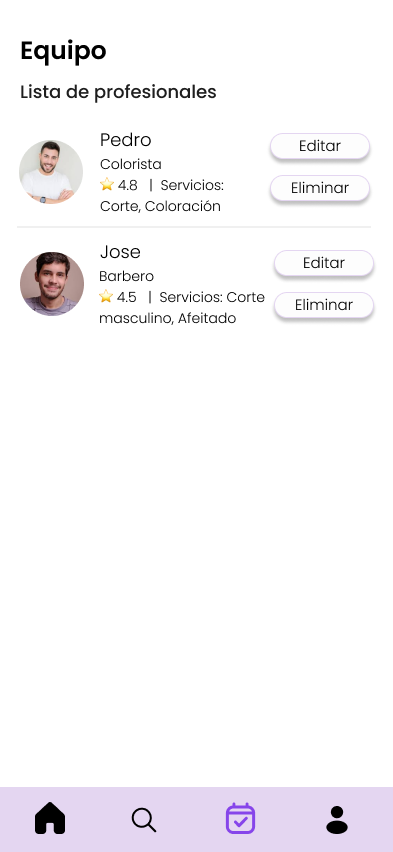 Equipo
Lista de profesionales
Pedro
Colorista
4.8 | Servicios:
Corte, Coloración
Editar
Eliminar
Jose
Barbero
4.5 | Servicios: Corte
masculino, Afeitado
Editar
Eliminar